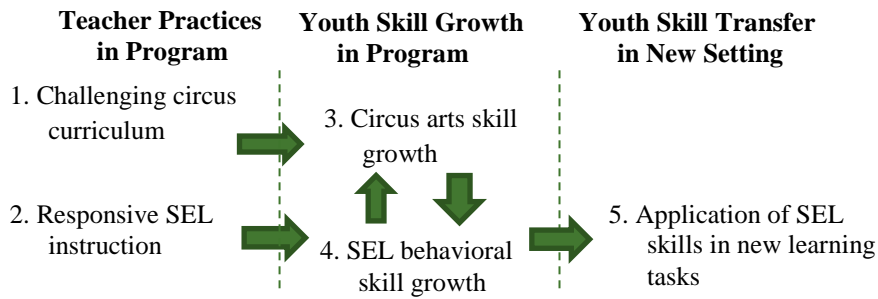 Teacher Practices
in Program
Youth Skill Growth
in Program
Youth Skill Transfer
in New Setting
1. Challenging circus
curriculum
2. Responsive SEL
instruction
3. Circus arts skill
growth
4. SEL behavioral
skill growth
5. Application of SEL
skills in new learning
tasks